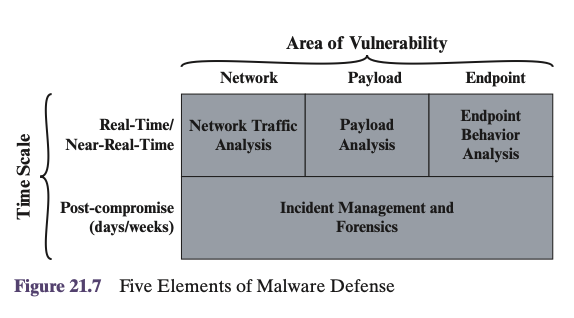 Area of Vulnerability
Network Payload Endpoint
Time Scale
Real-Time/
Near-Real-Time
Network Traffic
Analysis
Payload
Analysis
Endpoint
Behavior
Analysis
Post-compromise
(days/weeks)
Incident Management and
Forensics
Figure 21.7 Five Elements of Malware Defense